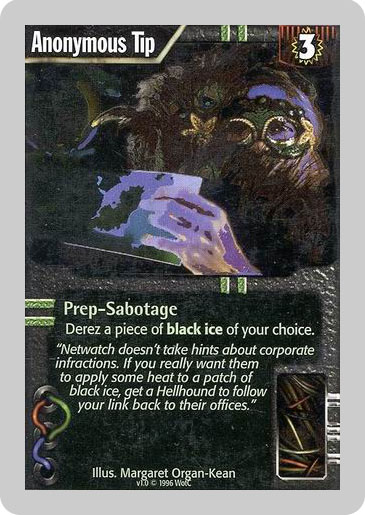 Anonymous Tip
3
Prep-Sabotage
Derez a piece of black ice of your choice.
"Netwatch doesn't take hints about corporate
infractions. If you really want them
to apply some heat to a patch of
black ice, get a Hellhound to follow
your link back to their offices."
Illus. Margaret Organ-Kean
v1.0 © 1996 WotC